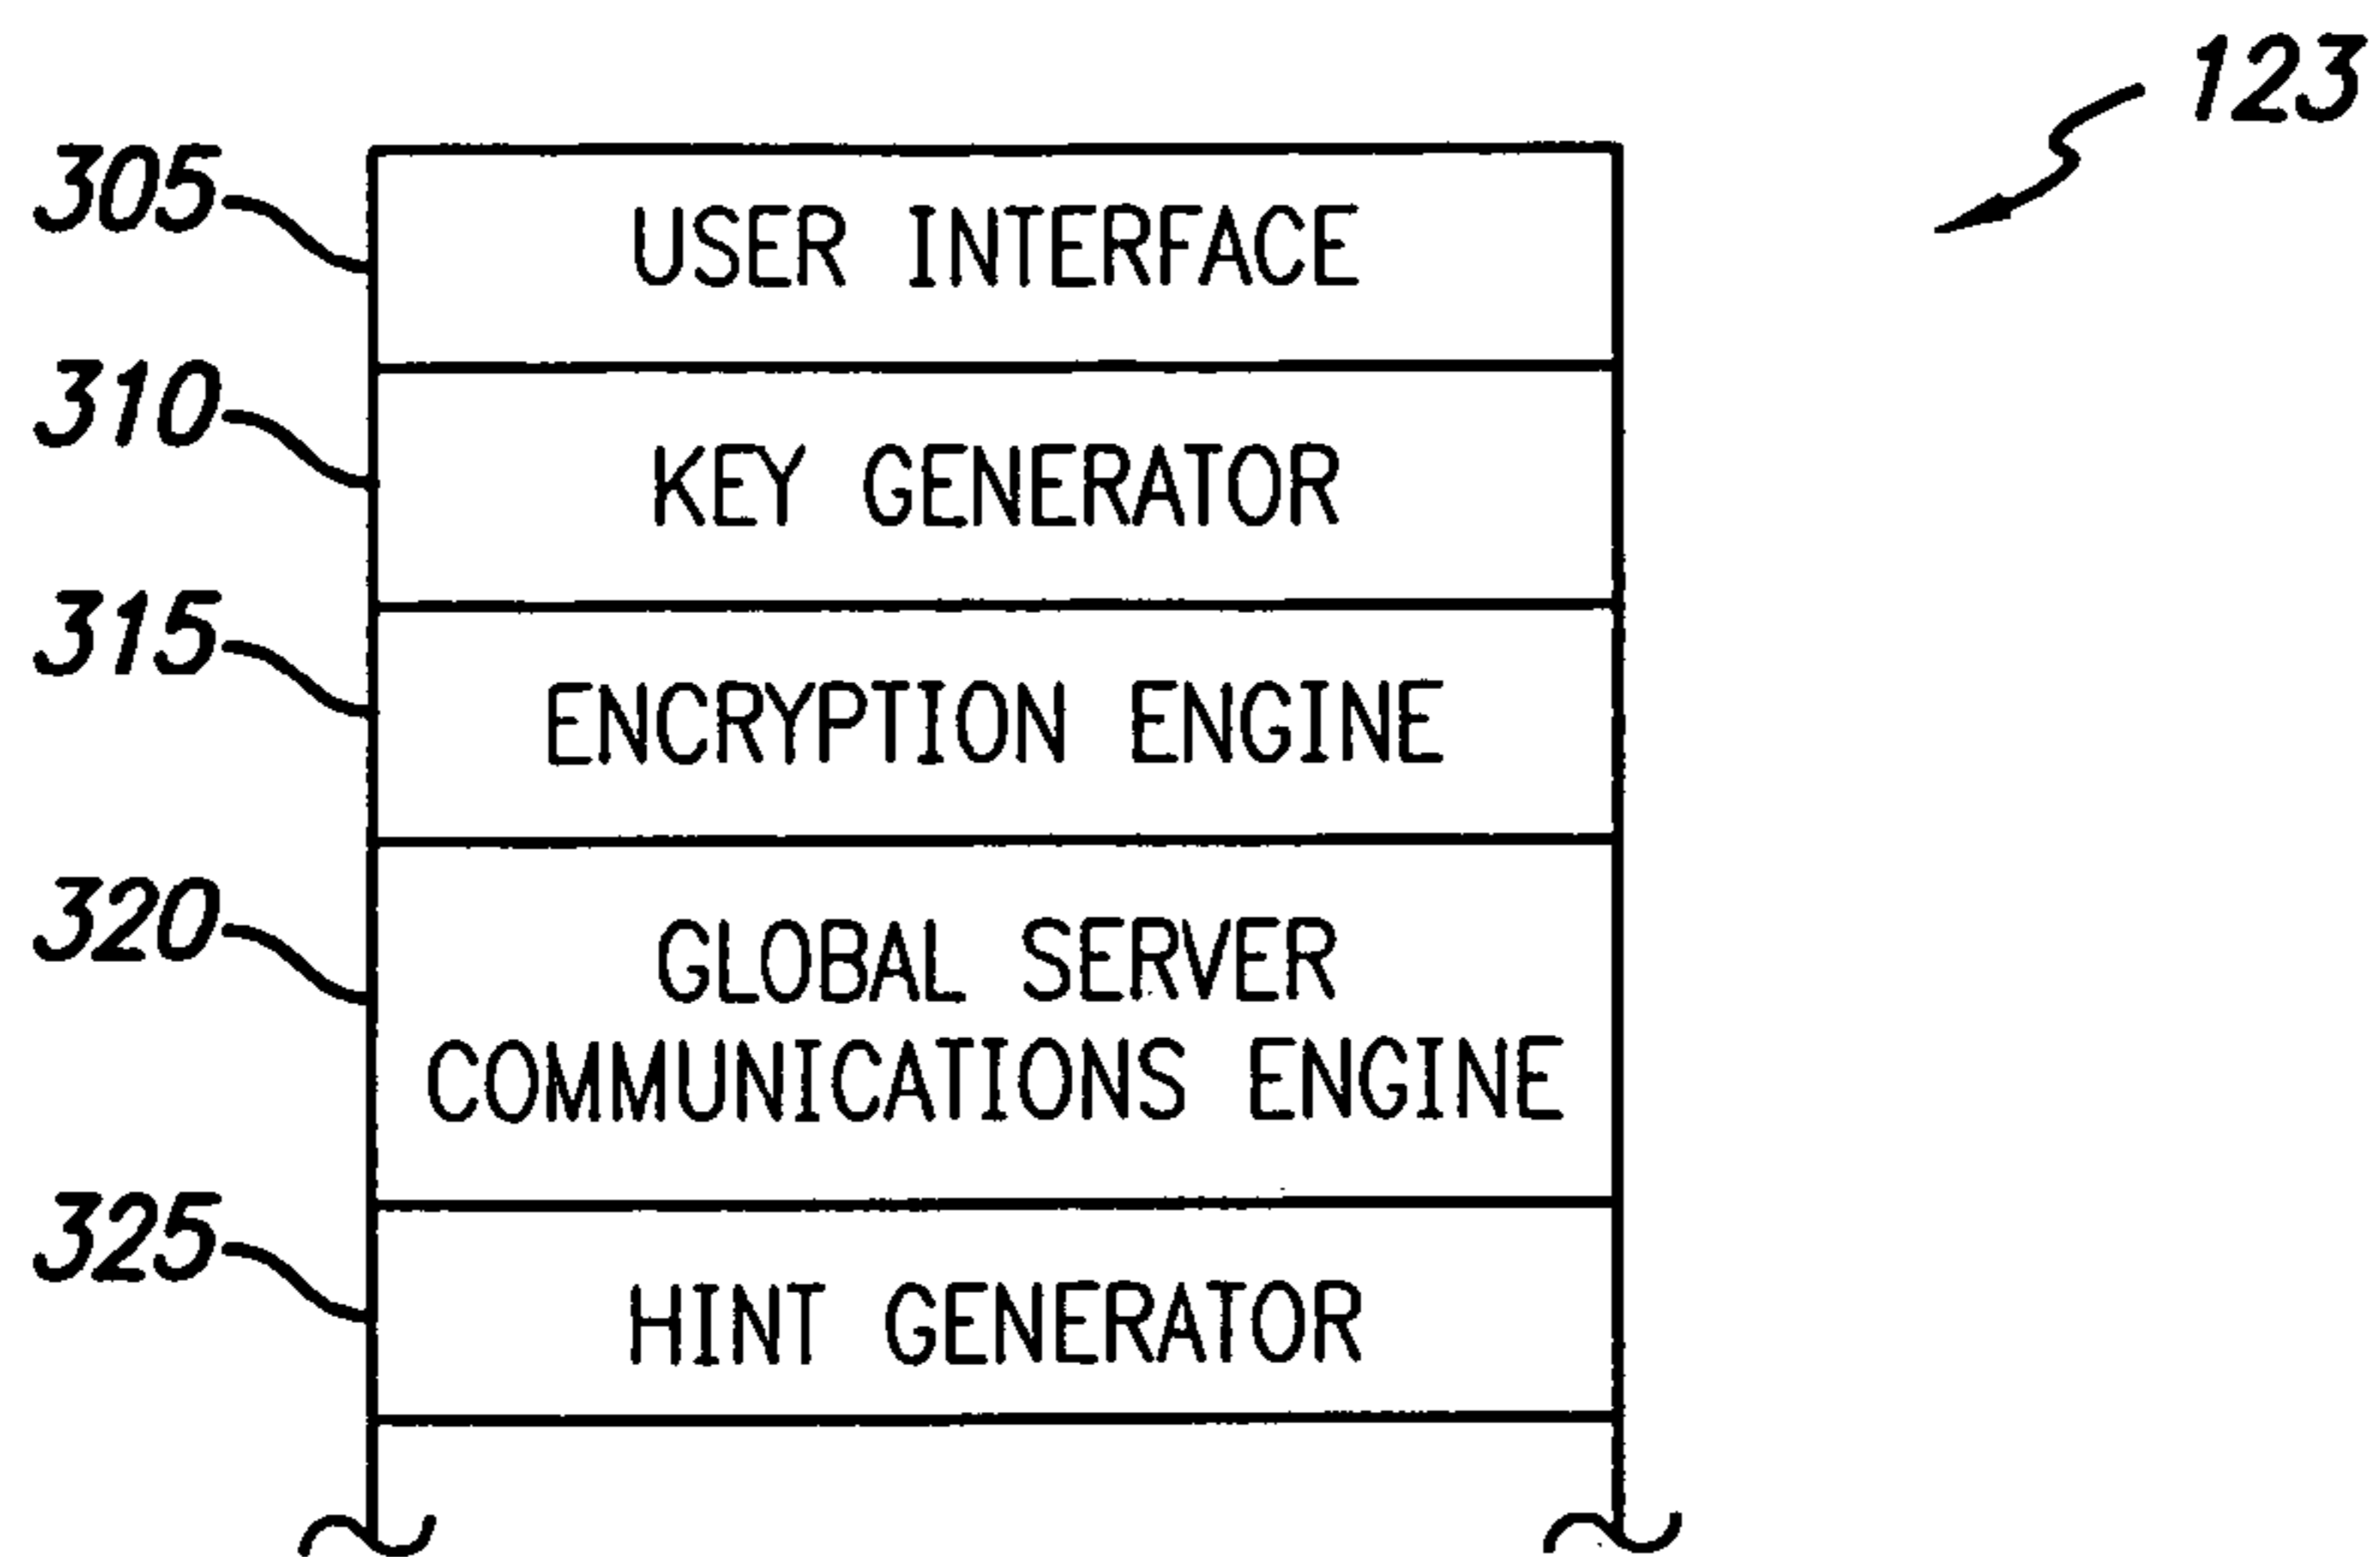 123
305
USER INTERFACE
310
KEY GENERATOR
315
ENCRYPTION ENGINE
320
GLOBAL SERVER
COMMUNICATIONS ENGINE
325
HINT GENERATOR